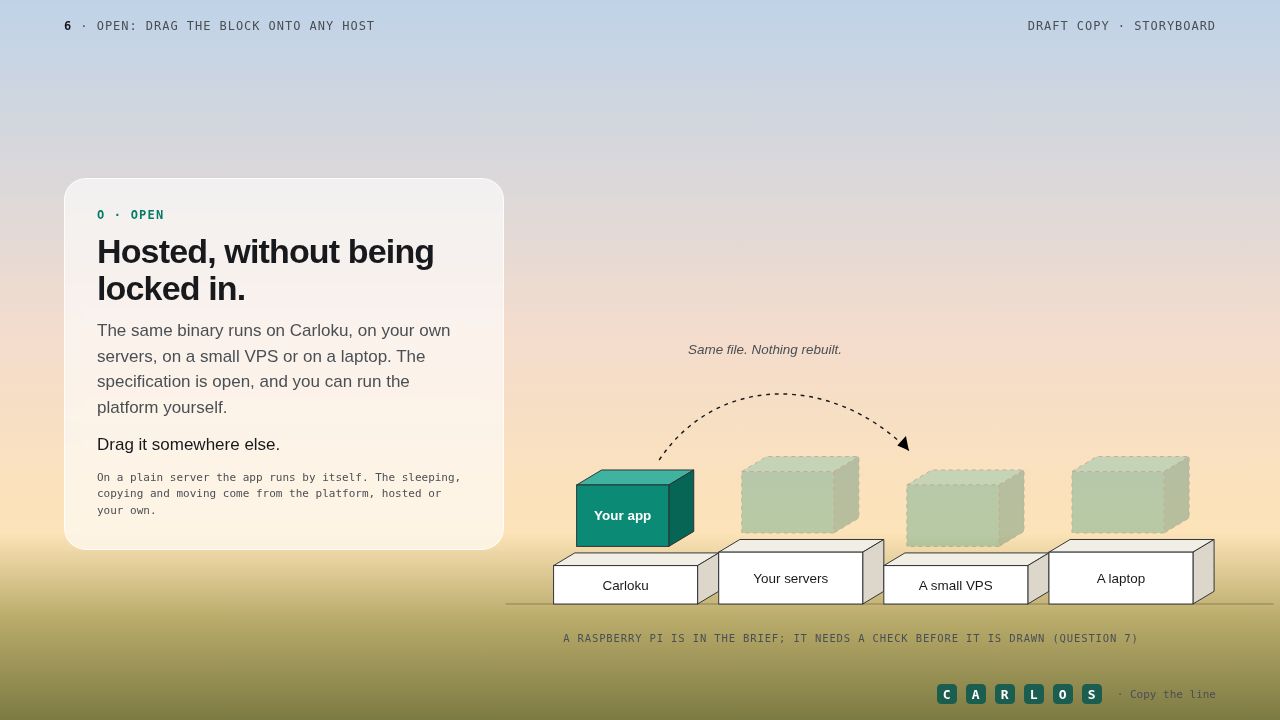 6 · OPEN: DRAG THE BLOCK ONTO ANY HOST
DRAFT COPY · STORYBOARD
O · OPEN
Hosted, without being
locked in.
The same binary runs on Carloku, on your own
servers, on a small VPS or on a laptop. The
specification is open, and you can run the
platform yourself.
Drag it somewhere else.
On a plain server the app runs by itself. The sleeping,
copying and moving come from the platform, hosted or
your own.
Same file. Nothing rebuilt.
Your app
Carloku
Your servers
A small VPS
A laptop
A RASPBERRY PI IS IN THE BRIEF; IT NEEDS A CHECK BEFORE IT IS DRAWN (QUESTION 7)
C A R L O S · Copy the line